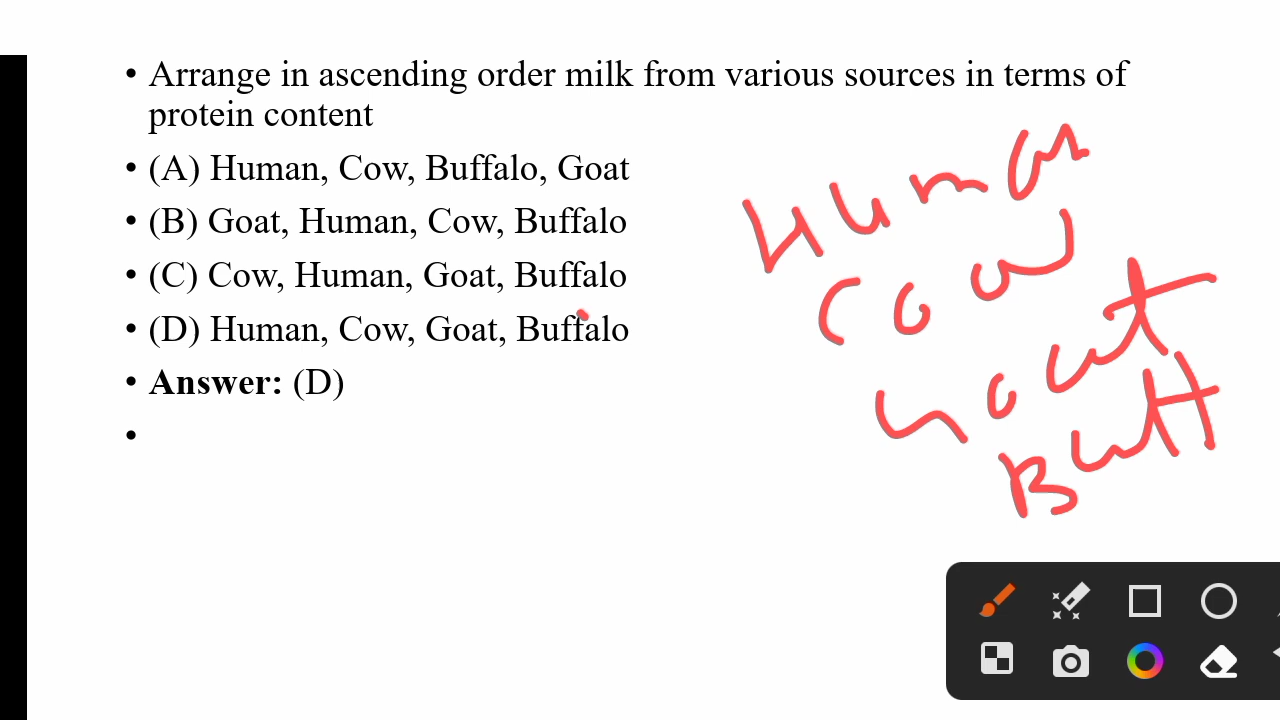 • Arrange in ascending order milk from various sources in terms of
protein content
• (A) Human, Cow, Buffalo, Goat
• (B) Goat, Human, Cow, Buffalo
• (C) Cow, Human, Goat, Buffalo
• (D) Human, Cow, Goat, Buffalo
• Answer: (D)
•
Human
Cow
Goat
Buff